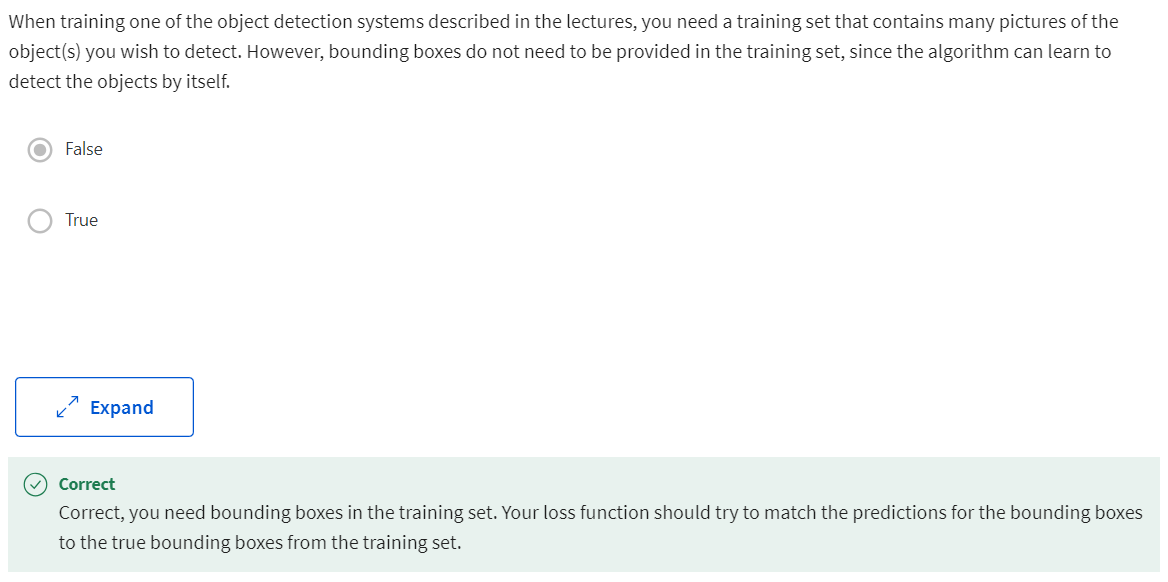 When training one of the object detection systems described in the lectures, you need a training set that contains many pictures of the
object(s) you wish to detect. However, bounding boxes do not need to be provided in the training set, since the algorithm can learn to
detect the objects by itself.
False
True
Expand
Correct
Correct, you need bounding boxes in the training set. Your loss function should try to match the predictions for the bounding boxes
to the true bounding boxes from the training set.